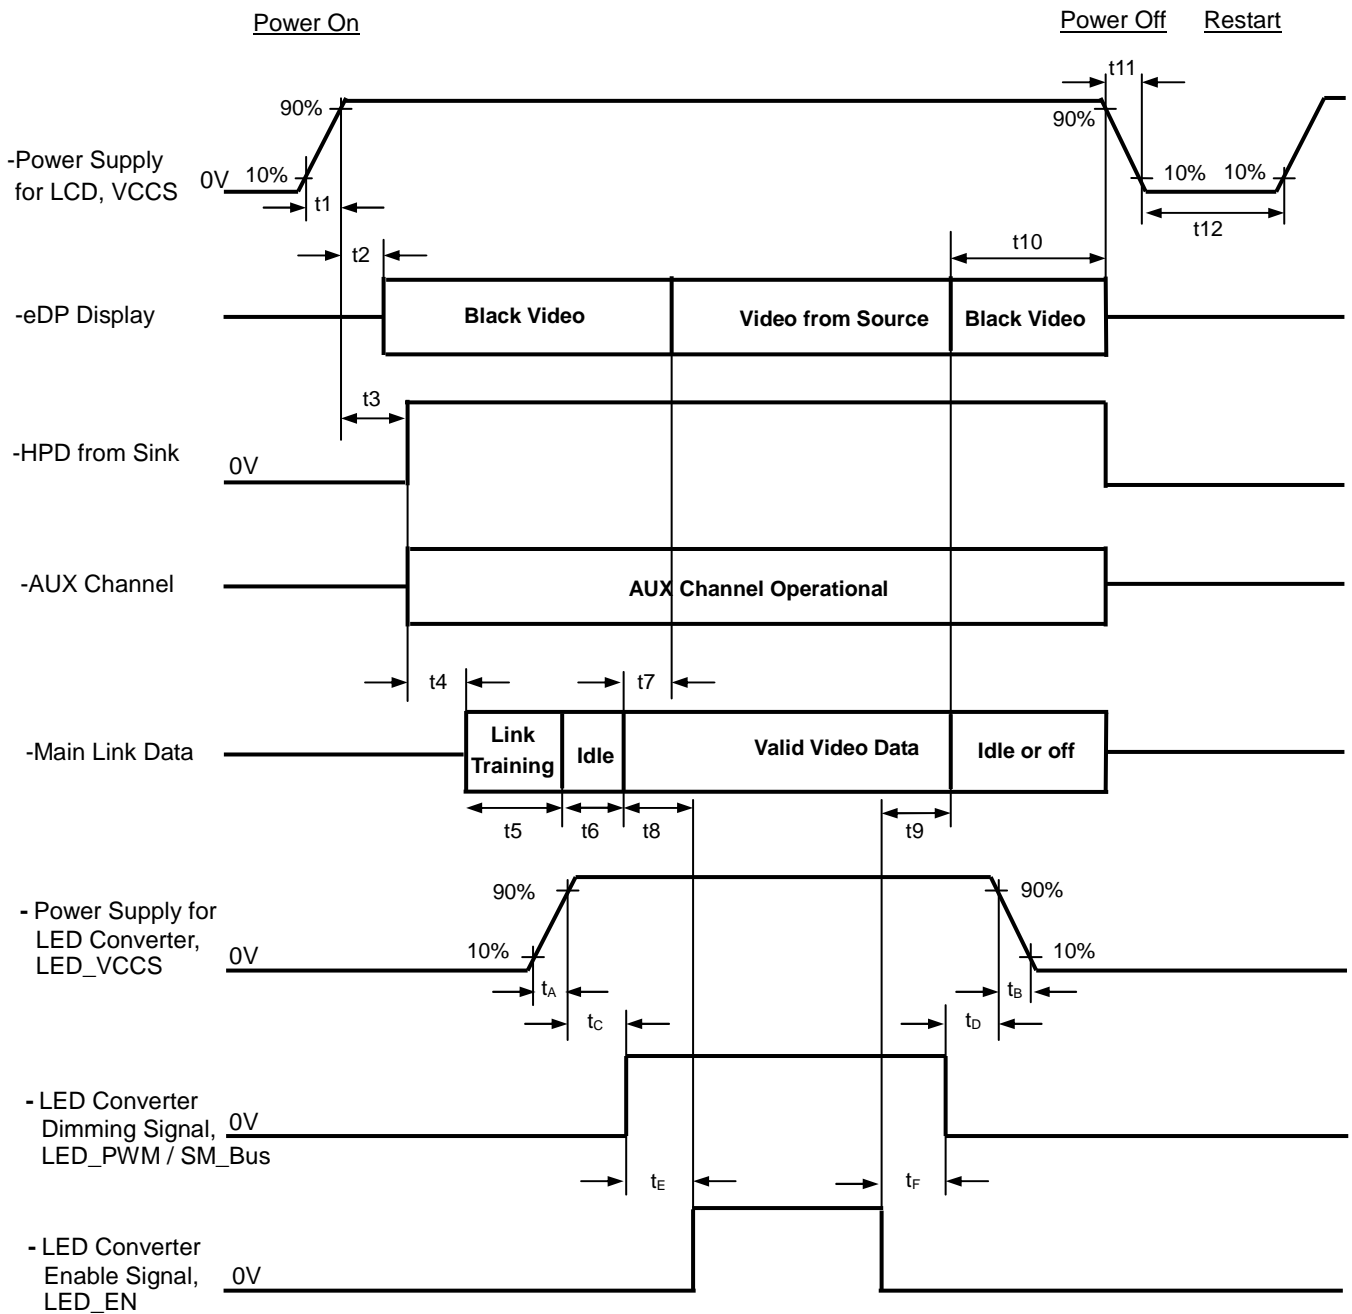 Power On
Power Off
Restart
t11
90%
90%
-Power Supply
for LCD, VCCS
0V
10%
10%
10%
t1
t12
t2
t10
-eDP Display
Black Video
Video from Source
Black Video
t3
-HPD from Sink
0V
-AUX Channel
AUX Channel Operational
t4
t7
-Main Link Data
Link
Training
Idle
Valid Video Data
Idle or off
t5
t6
t8
t9
90%
90%
- Power Supply for
LED Converter,
LED_VCCS
0V
10%
10%
tA
tB
tC
tD
- LED Converter
Dimming Signal,
LED_PWM / SM_Bus
0V
tE
tF
- LED Converter
Enable Signal,
LED_EN
0V